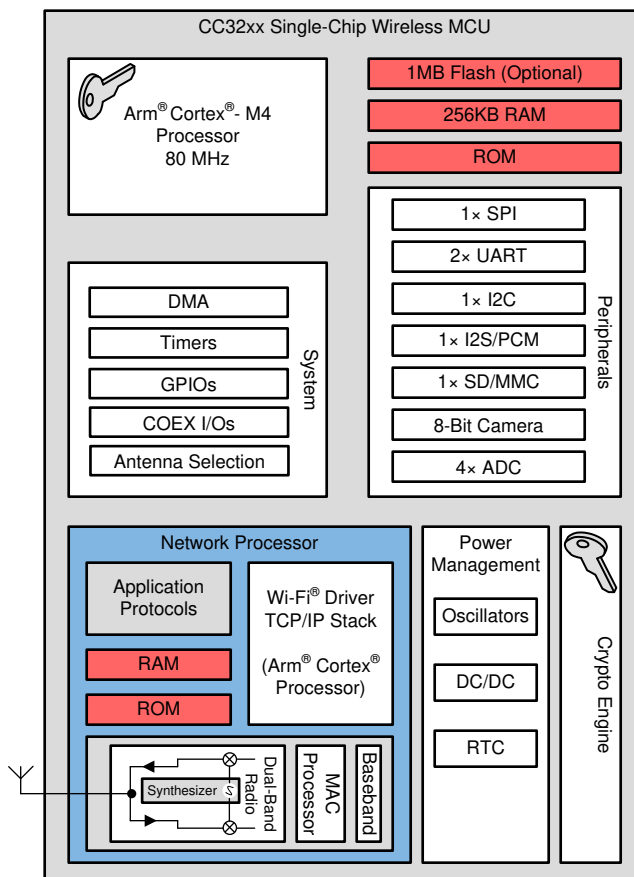 CC32xx Single-Chip Wireless MCU
Arm® Cortex®- M4
Processor
80 MHz
1MB Flash (Optional)
256KB RAM
ROM
1× SPI
2× UART
1× I2C
1× I2S/PCM
1× SD/MMC
8-Bit Camera
4× ADC
Peripherals
DMA
Timers
GPIOs
COEX I/Os
Antenna Selection
System
Network Processor
Application
Protocols
RAM
ROM
Wi-Fi® Driver
TCP/IP Stack
(Arm® Cortex®
Processor)
Synthesizer
Dual-Band
Radio
MAC
Processor
Baseband
Power
Management
Oscillators
DC/DC
RTC
Crypto Engine